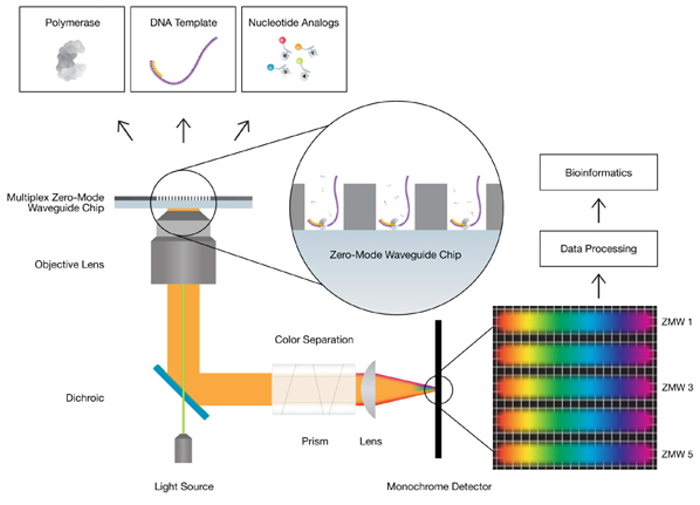 Polymerase
DNA Template
Nucleotide Analogs
Multiplex Zero-Mode
Waveguide Chip
Objective Lens
Zero-Mode Waveguide Chip
Bioinformatics
Data Processing
Color Separation
ZMW 1
ZMW 3
ZMW 5
Dichroic
Prism
Lens
Light Source
Monochrome Detector